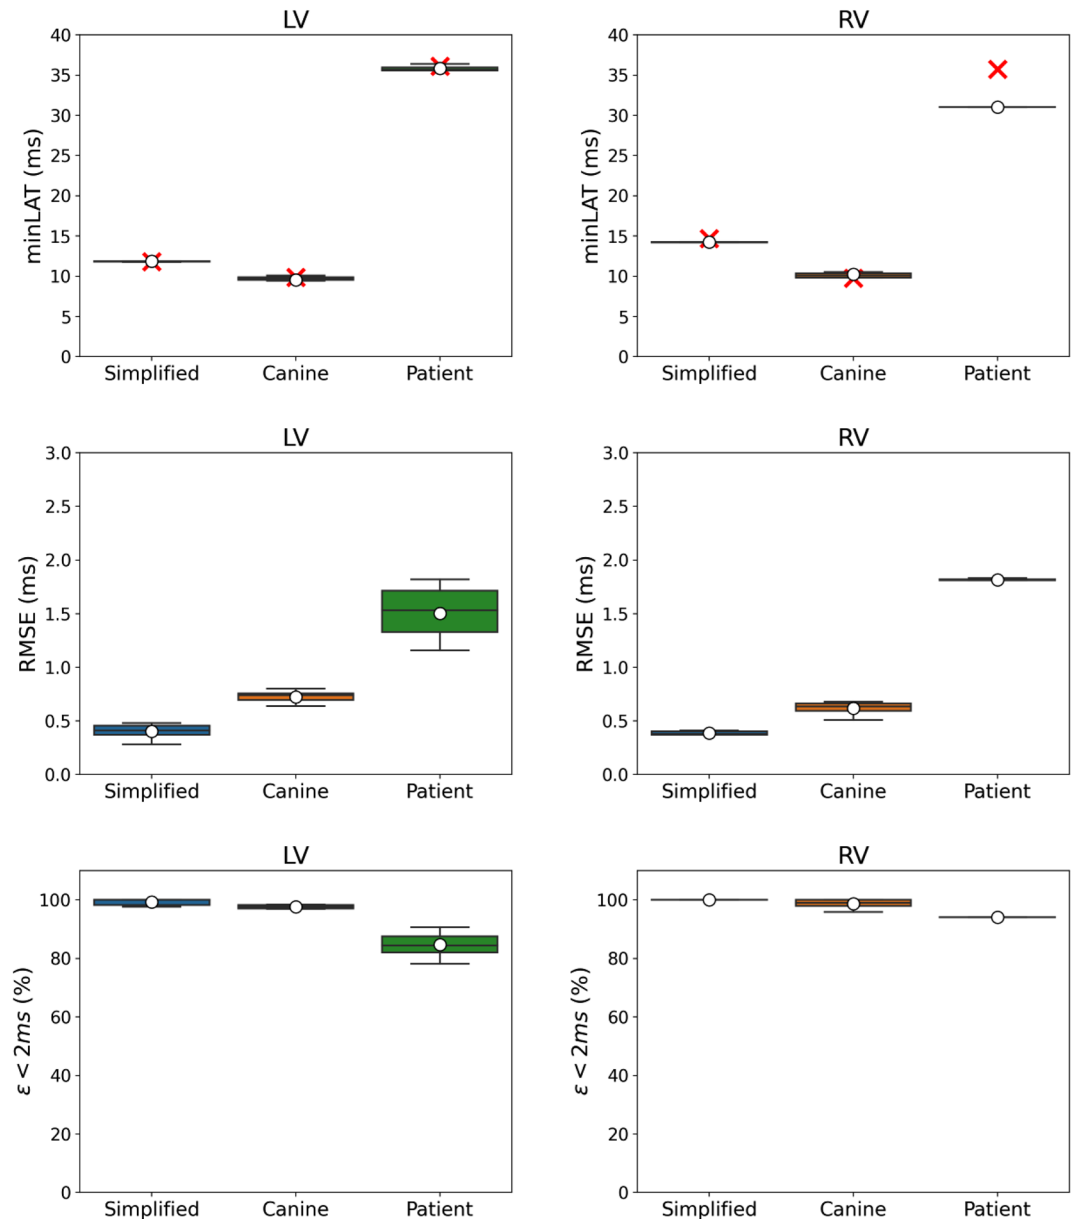 LV
minLAT (ms)
40
35
30
25
20
15
10
5
0
Simplified Canine Patient
RV
minLAT (ms)
40
35
30
25
20
15
10
5
0
Simplified Canine Patient
LV
RMSE (ms)
3.0
2.5
2.0
1.5
1.0
0.5
0.0
Simplified Canine Patient
RV
RMSE (ms)
3.0
2.5
2.0
1.5
1.0
0.5
0.0
Simplified Canine Patient
LV
ε < 2ms (%)
100
80
60
40
20
0
Simplified Canine Patient
RV
ε < 2ms (%)
100
80
60
40
20
0
Simplified Canine Patient